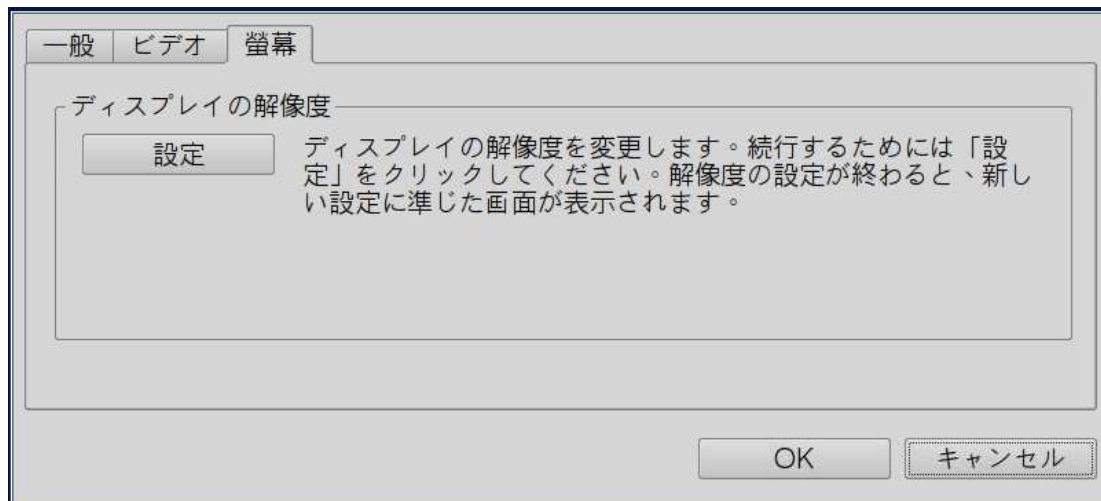 一般 ビデオ 螢幕
ディスプレイの解像度
設定
ディスプレイの解像度を変更します。続行するためには「設
定」をクリックしてください。解像度の設定が終わると、新し
い設定に準じた画面が表示されます。
OK キャンセル